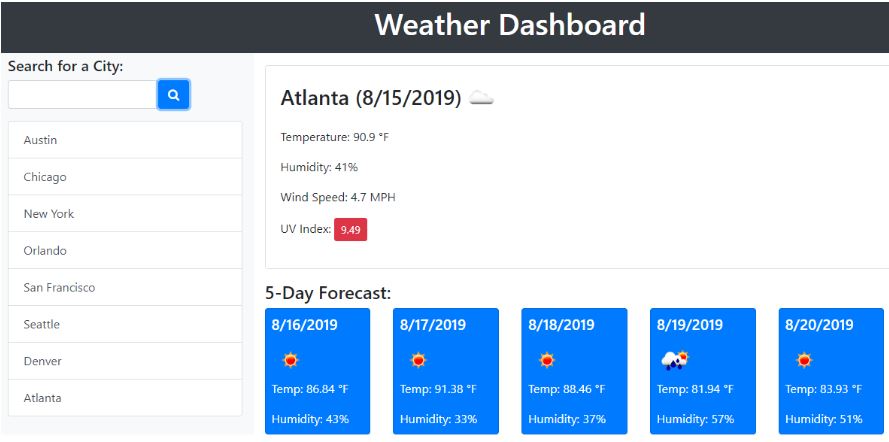 Weather Dashboard
Search for a City:
Austin
Chicago
New York
Orlando
San Francisco
Seattle
Denver
Atlanta
Atlanta (8/15/2019)
Temperature: 90.9 °F
Humidity: 41%
Wind Speed: 4.7 MPH
UV Index: 9.49
5-Day Forecast:
8/16/2019
Temp: 86.84 °F
Humidity: 43%
8/17/2019
Temp: 91.38 °F
Humidity: 33%
8/18/2019
Temp: 88.46 °F
Humidity: 37%
8/19/2019
Temp: 81.94 °F
Humidity: 57%
8/20/2019
Temp: 83.93 °F
Humidity: 51%